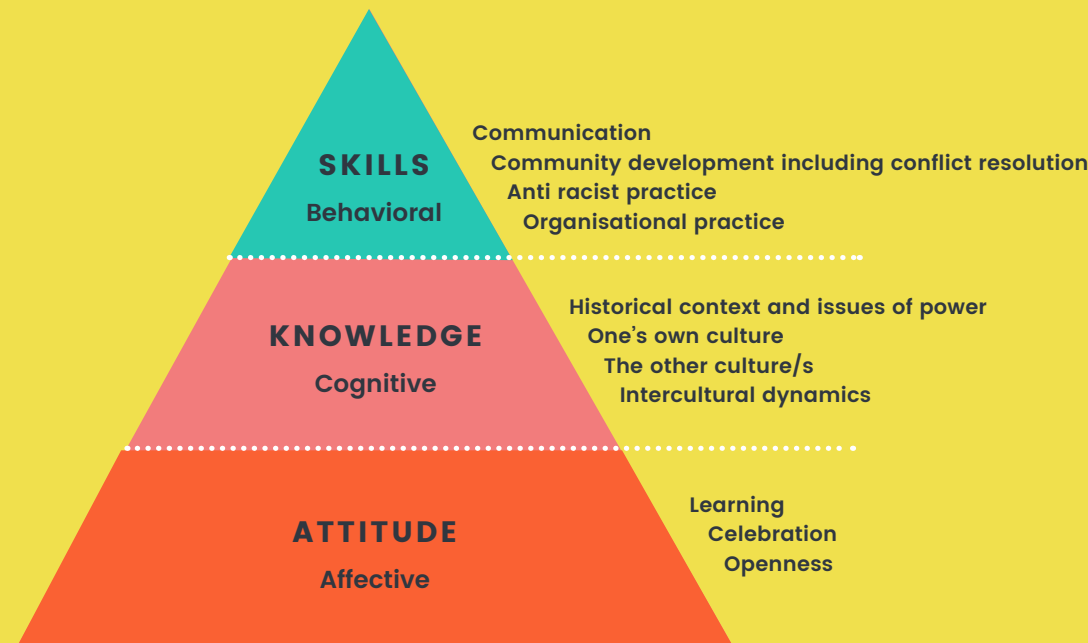 SKILLS
Behavioral
Communication
Community development including conflict resolution
Anti racist practice
Organisational practice
KNOWLEDGE
Cognitive
Historical context and issues of power
One’s own culture
The other culture/s
Intercultural dynamics
ATTITUDE
Affective
Learning
Celebration
Openness